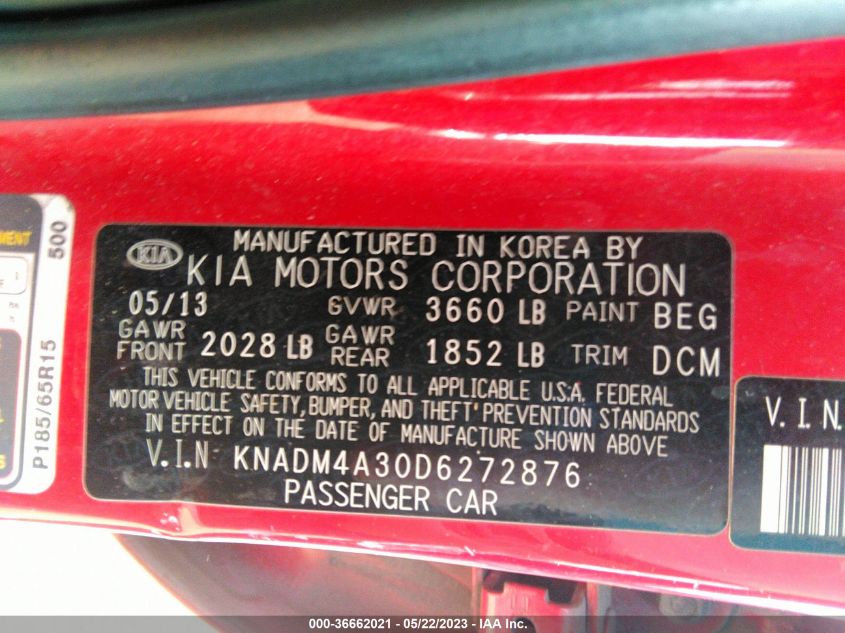 MENT
500
P185/65R15
KIA
MANUFACTURED IN KOREA BY
KIA MOTORS CORPORATION
05/13 GVWR 3660 LB PAINT BEG
GAWR FRONT 2028 LB GAWR REAR 1852 LB TRIM DCM
THIS VEHICLE CONFORMS TO ALL APPLICABLE U.S.A. FEDERAL
MOTOR VEHICLE SAFETY, BUMPER, AND THEFT PREVENTION STANDARDS
IN EFFECT ON THE DATE OF MANUFACTURE SHOWN ABOVE
V.I.N KNADM4A30D6272876
PASSENGER CAR
V.I.N
000-36662021 - 05/22/2023 - IAA Inc.